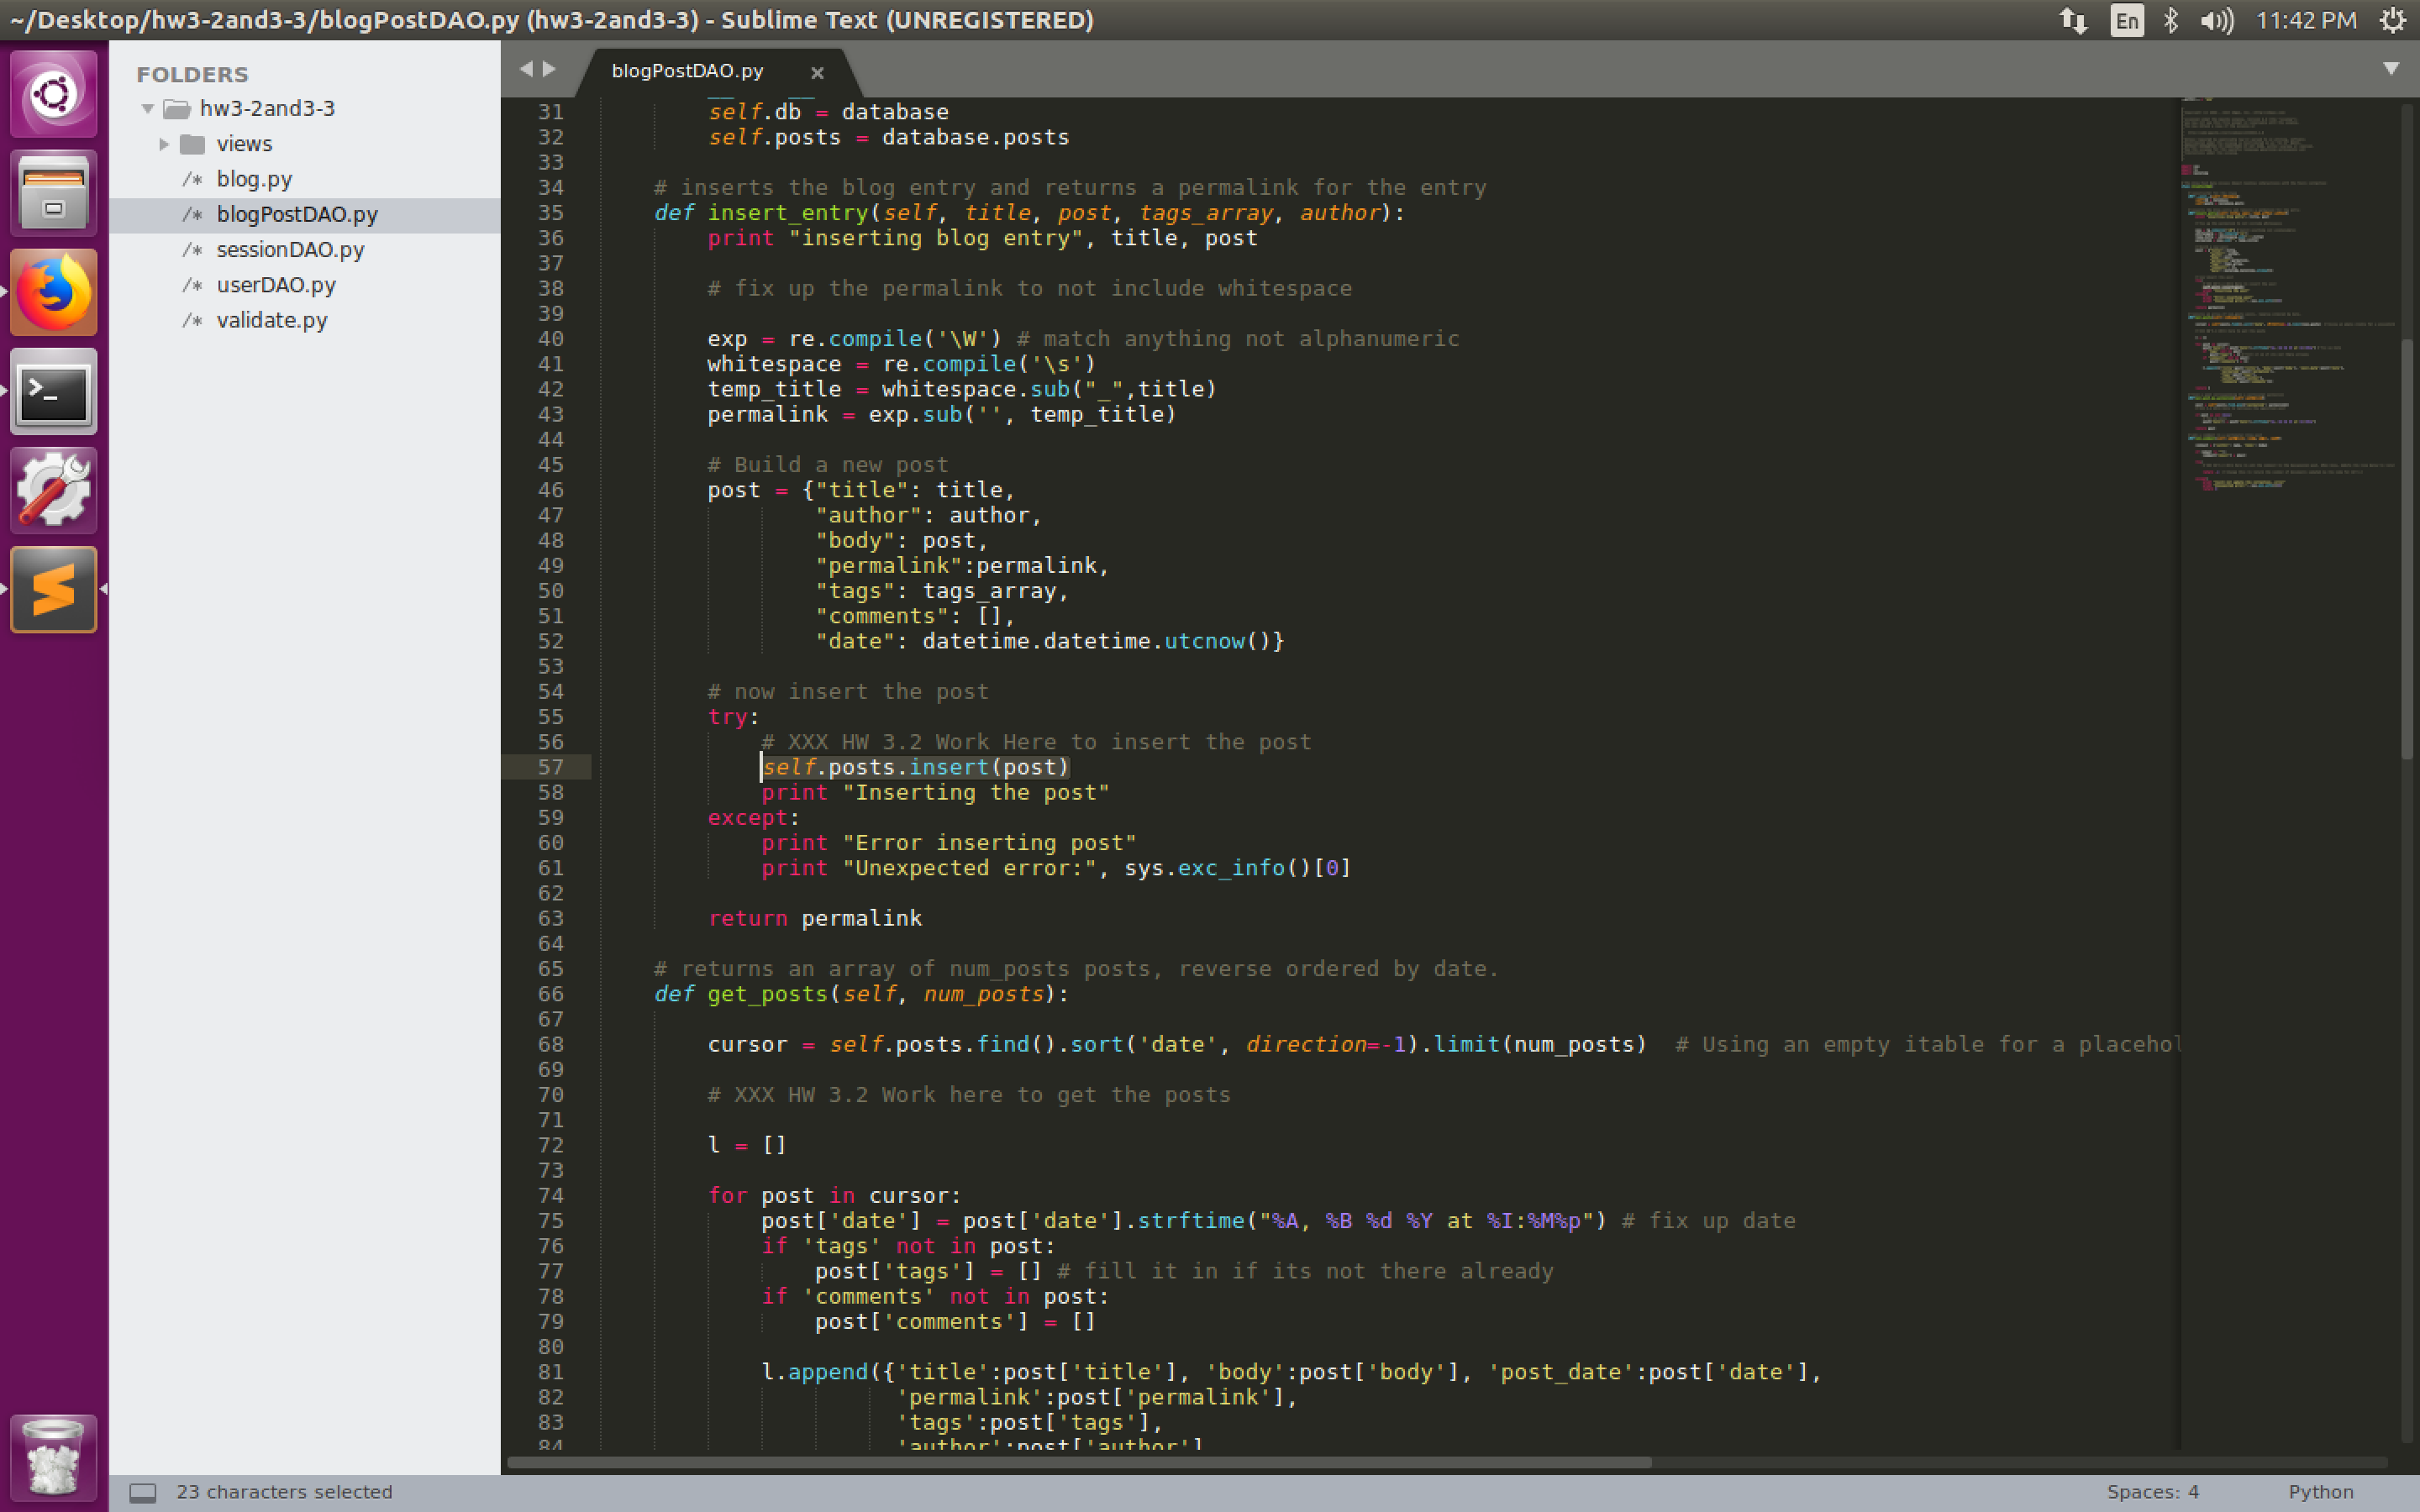 ~/Desktop/hw3-2and3-3/blogPostDAO.py (hw3-2and3-3) - Sublime Text (UNREGISTERED)
En
11:42 PM
FOLDERS
hw3-2and3-3
views
/* blog.py
/* blogPostDAO.py
/* sessionDAO.py
/* userDAO.py
/* validate.py
blogPostDAO.py
31 self.db = database
32 self.posts = database.posts
33
34 # inserts the blog entry and returns a permalink for the entry
35 def insert_entry(self, title, post, tags_array, author):
36 print "inserting blog entry", title, post
37
38 # fix up the permalink to not include whitespace
39
40 exp = re.compile('\W') # match anything not alphanumeric
41 whitespace = re.compile('\s')
42 temp_title = whitespace.sub("_",title)
43 permalink = exp.sub('', temp_title)
44
45 # Build a new post
46 post = {"title": title,
47 "author": author,
48 "body": post,
49 "permalink":permalink,
50 "tags": tags_array,
51 "comments": [],
52 "date": datetime.datetime.utcnow()}
53
54 # now insert the post
55 try:
56 # XXX HW 3.2 Work Here to insert the post
57 self.posts.insert(post)
58 print "Inserting the post"
59 except:
60 print "Error inserting post"
61 print "Unexpected error:", sys.exc_info()[0]
62
63 return permalink
64
65 # returns an array of num_posts posts, reverse ordered by date.
66 def get_posts(self, num_posts):
67
68 cursor = self.posts.find().sort('date', direction=-1).limit(num_posts) # Using an empty itable for a placehol
69
70 # XXX HW 3.2 Work here to get the posts
71
72 l = []
73
74 for post in cursor:
75 post['date'] = post['date'].strftime("%A, %B %d %Y at %I:%M%p") # fix up date
76 if 'tags' not in post:
77 post['tags'] = [] # fill it in if its not there already
78 if 'comments' not in post:
79 post['comments'] = []
80
81 l.append({'title':post['title'], 'body':post['body'], 'post_date':post['date'],
82 'permalink':post['permalink'],
83 'tags':post['tags'],
84 'author':post['author']
23 characters selected
Spaces: 4
Python